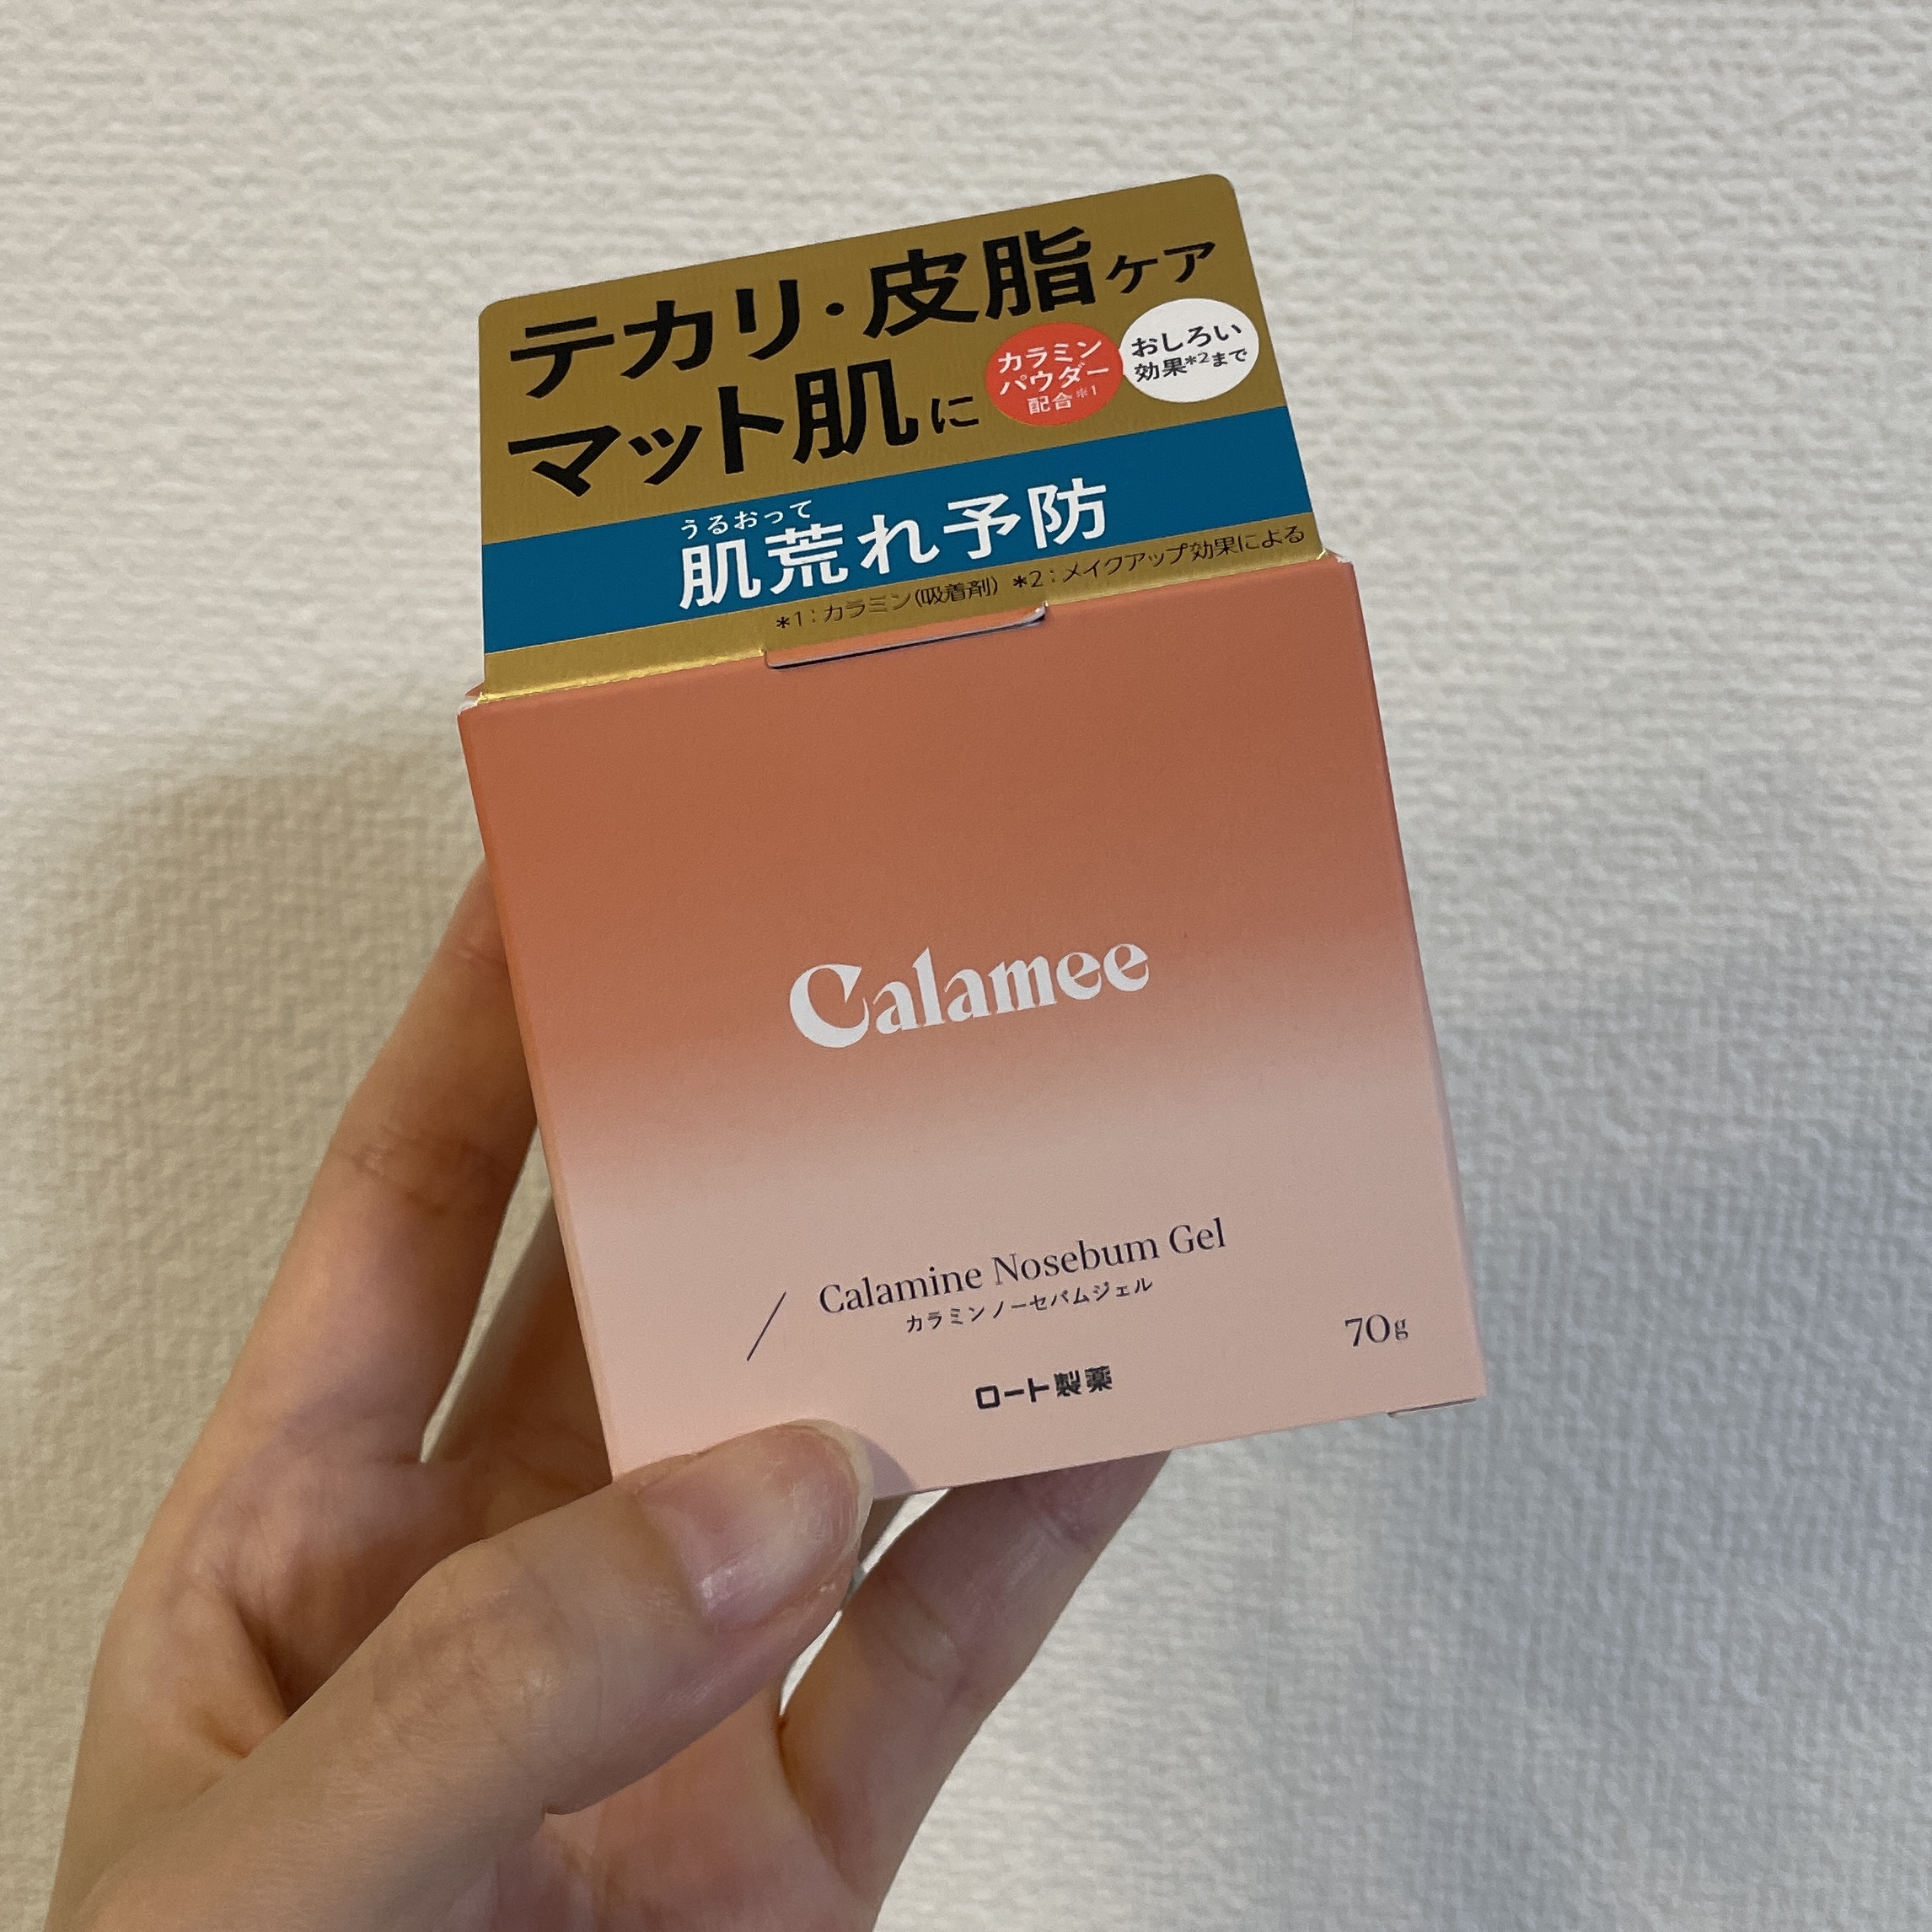 テカリ・皮脂ケア
マット肌に
カラミン
パウダー
配合※1
おしろい
効果*2まで
うるおって
肌荒れ予防
*1:カラミン(吸着剤) *2:メイクアップ効果による
Calamee
Calamine Nosebum Gel
カラミンノーセバムジェル
70g
ロート製薬